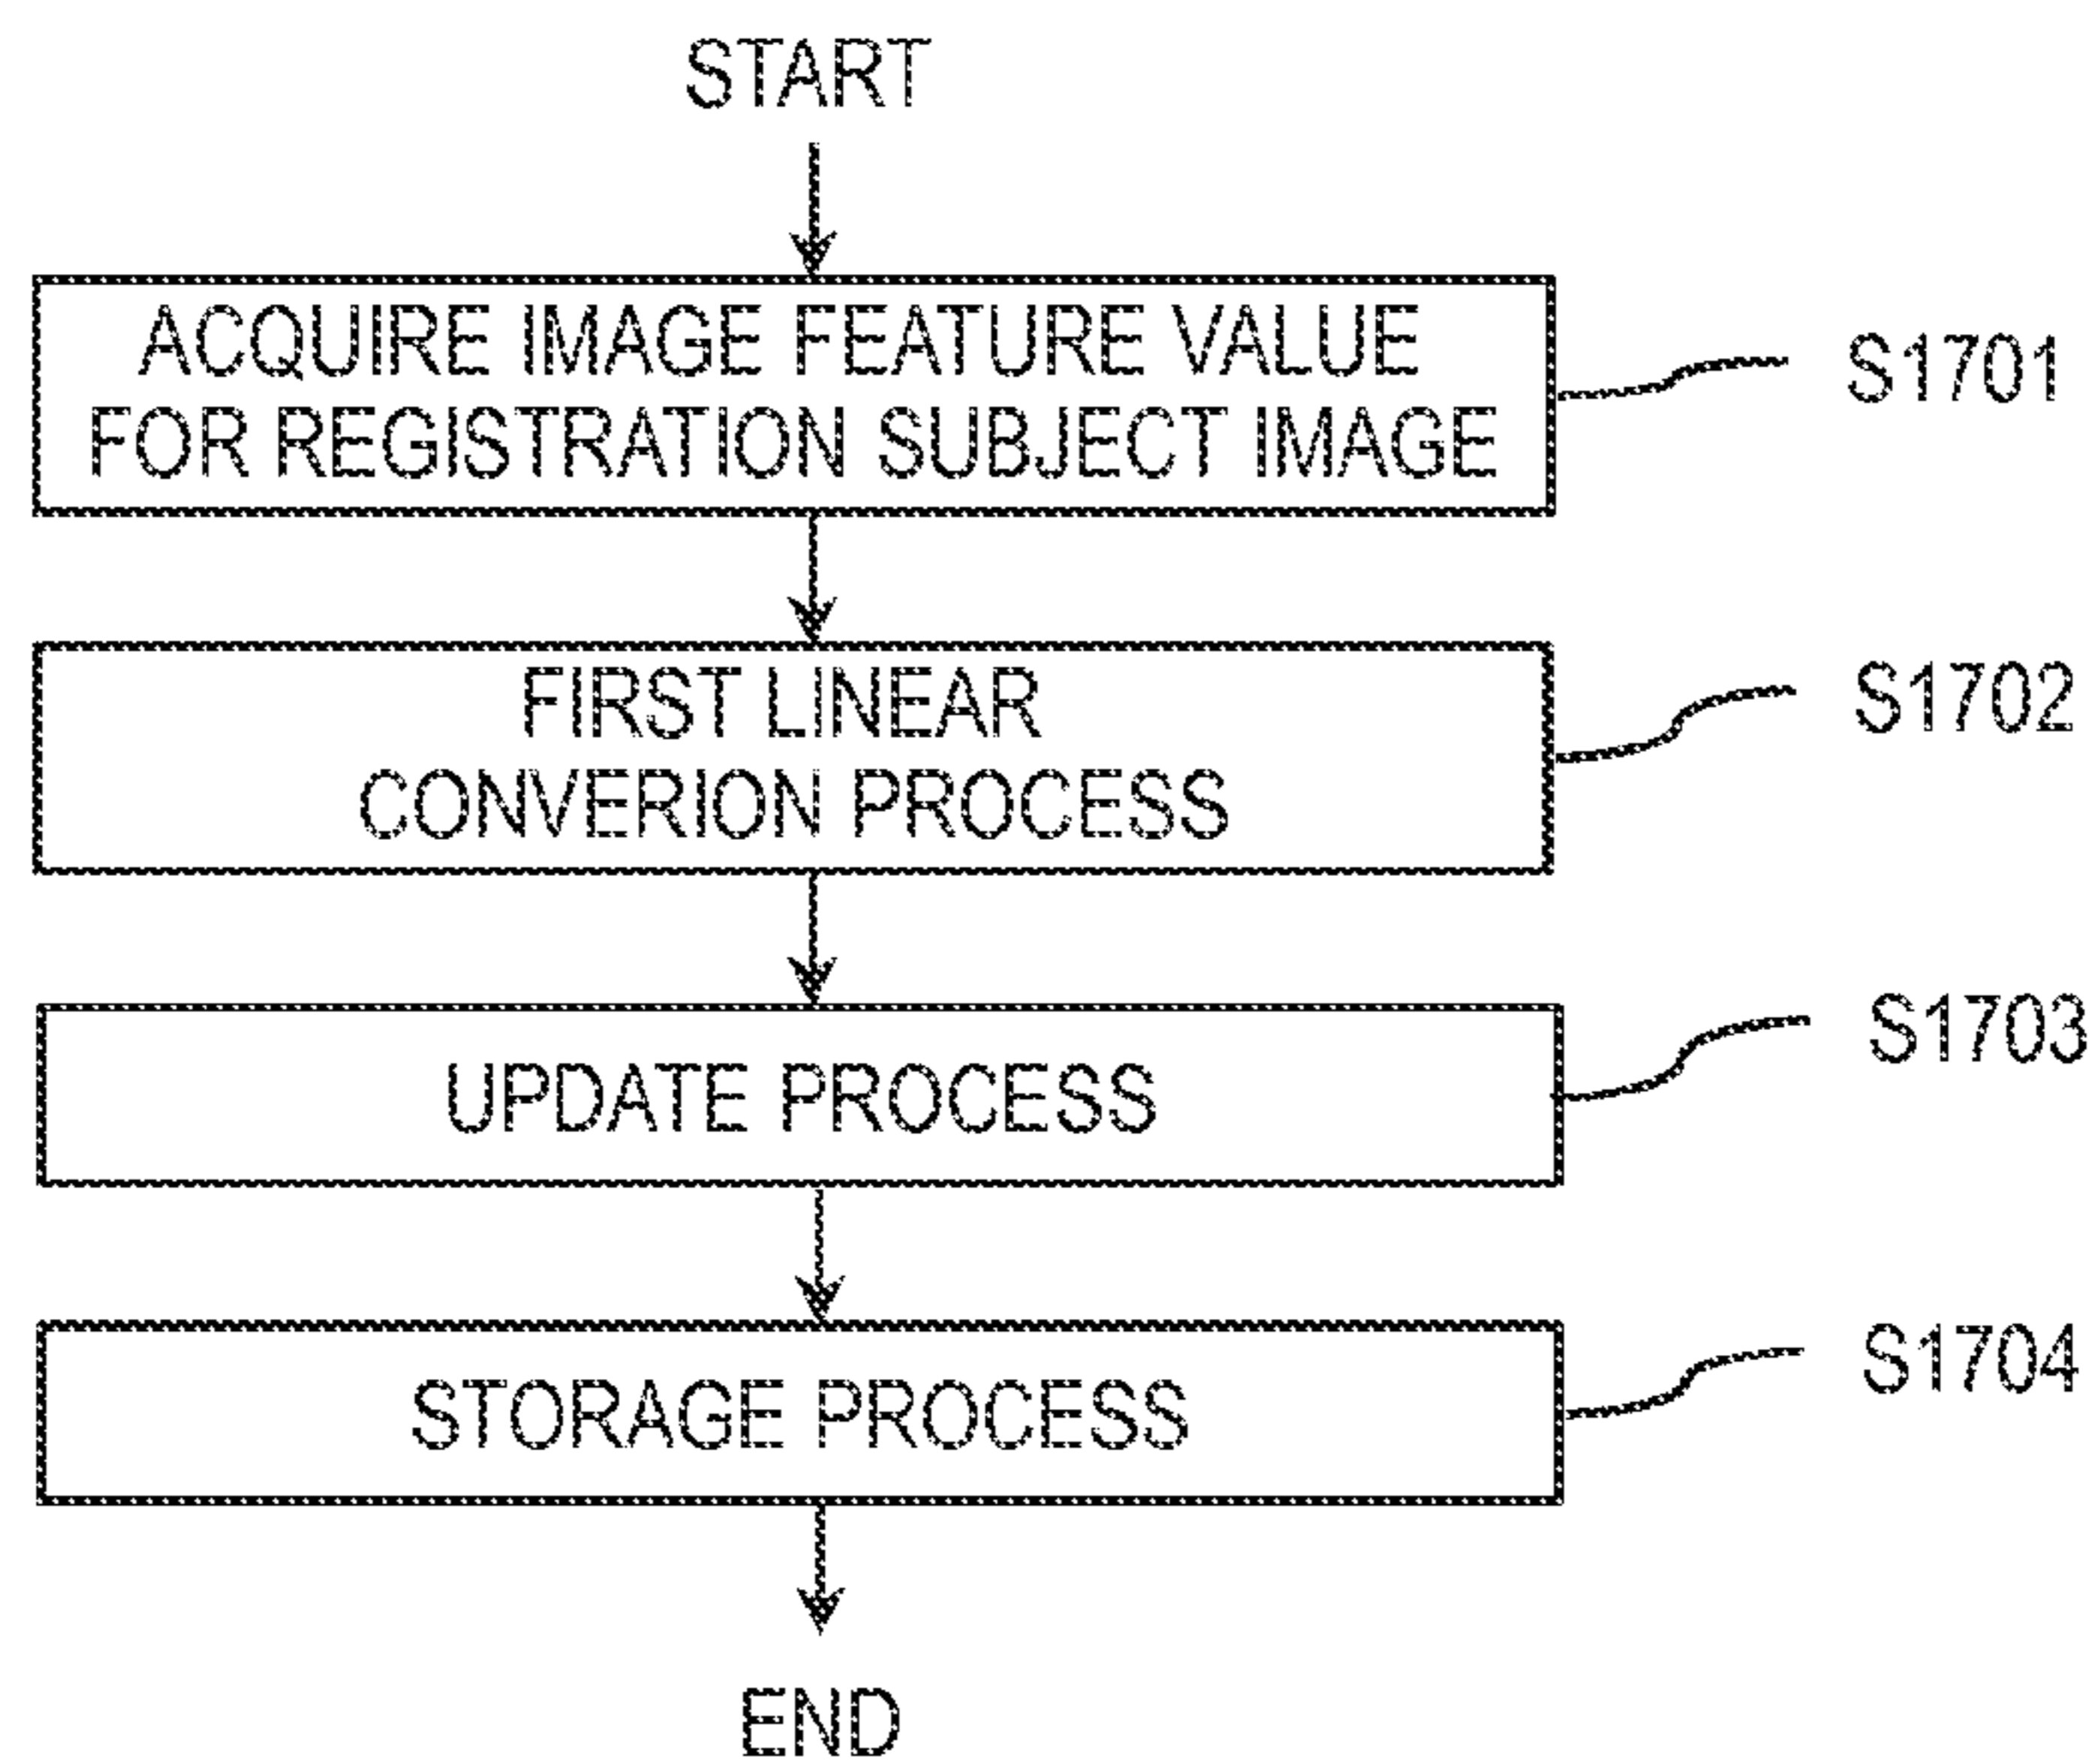 START
ACQUIRE IMAGE FEATURE VALUE
FOR REGISTRATION SUBJECT IMAGE
S1701
FIRST LINEAR
CONVERION PROCESS
S1702
UPDATE PROCESS
S1703
STORAGE PROCESS
S1704
END